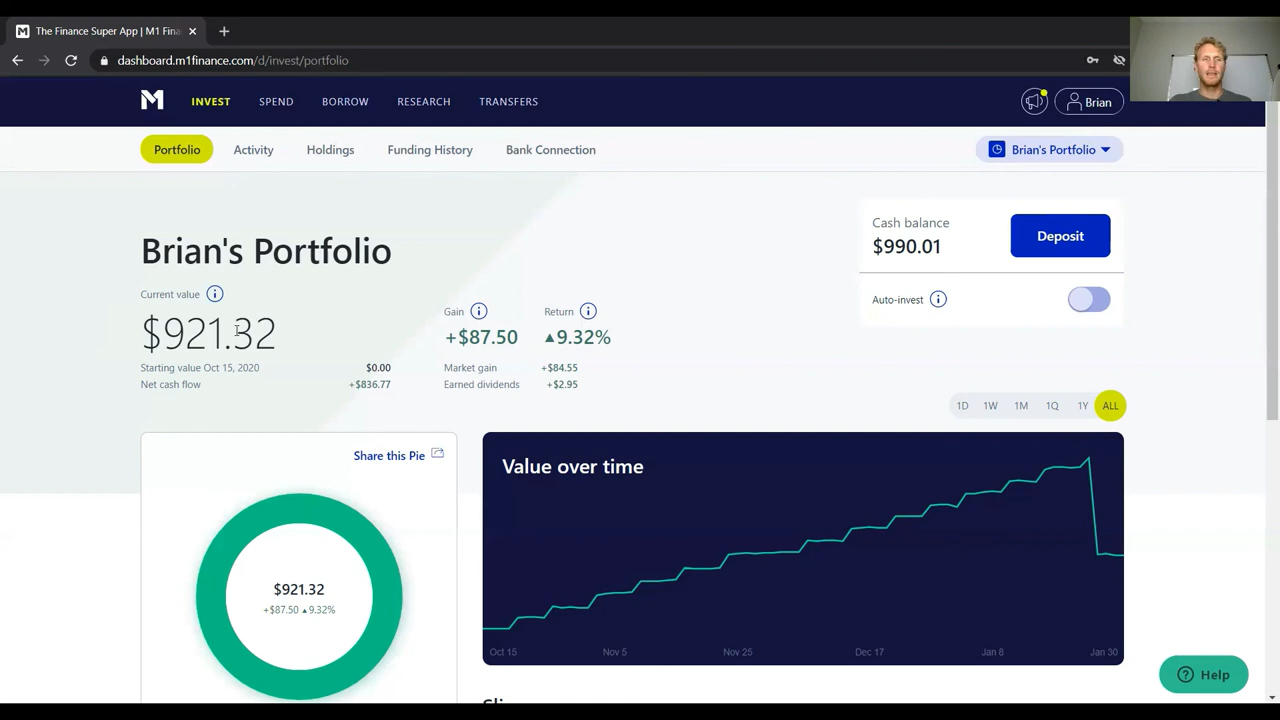 The Finance Super App | M1 Fina
dashboard.m1finance.com/d/invest/portfolio
M INVEST SPEND BORROW RESEARCH TRANSFERS Brian
Portfolio Activity Holdings Funding History Bank Connection Brian's Portfolio
Cash balance
$990.01
Deposit
Auto-invest
Brian's Portfolio
Current value
$921.32
Starting value Oct 15, 2020 $0.00
Net cash flow +$836.77
Gain Return
+$87.50 ▲9.32%
Market gain +$84.55
Earned dividends +$2.95
1D 1W 1M 1Q 1Y ALL
Share this Pie
$921.32
+$87.50 ▲9.32%
Value over time
Oct 15 Nov 5 Nov 25 Dec 17 Jan 8 Jan 30
Help